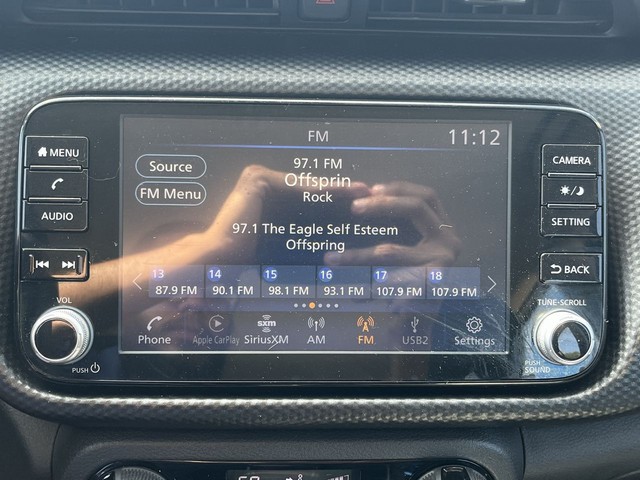 FM
11:12
MENU
AUDIO
VOL
PUSH
Source
FM Menu
97.1 FM
Offsprin
Rock
97.1 The Eagle Self Esteem
Offspring
13 14 15 16 17 18
87.9 FM 90.1 FM 98.1 FM 93.1 FM 107.9 FM 107.9 FM
sxm
Phone Apple CarPlay SiriusXM AM FM USB2 Settings
CAMERA
SETTING
BACK
TUNE·SCROLL
PUSH
SOUND